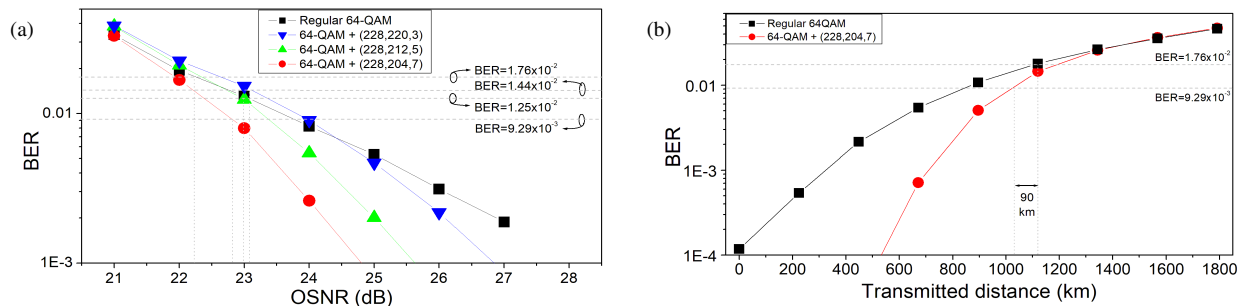 (a)
Regular 64-QAM
64-QAM + (228,220,3)
64-QAM + (228,212,5)
64-QAM + (228,204,7)
BER=1.76x10⁻²
BER=1.44x10⁻²
BER=1.25x10⁻²
BER=9.29x10⁻³
BER
0.01
1E-3
21 22 23 24 25 26 27 28
OSNR (dB)
(b)
Regular 64QAM
64-QAM + (228,204,7)
BER=1.76x10⁻²
BER=9.29x10⁻³
90
km
BER
0.1
0.01
1E-3
1E-4
0 200 400 600 800 1000 1200 1400 1600 1800
Transmitted distance (km)